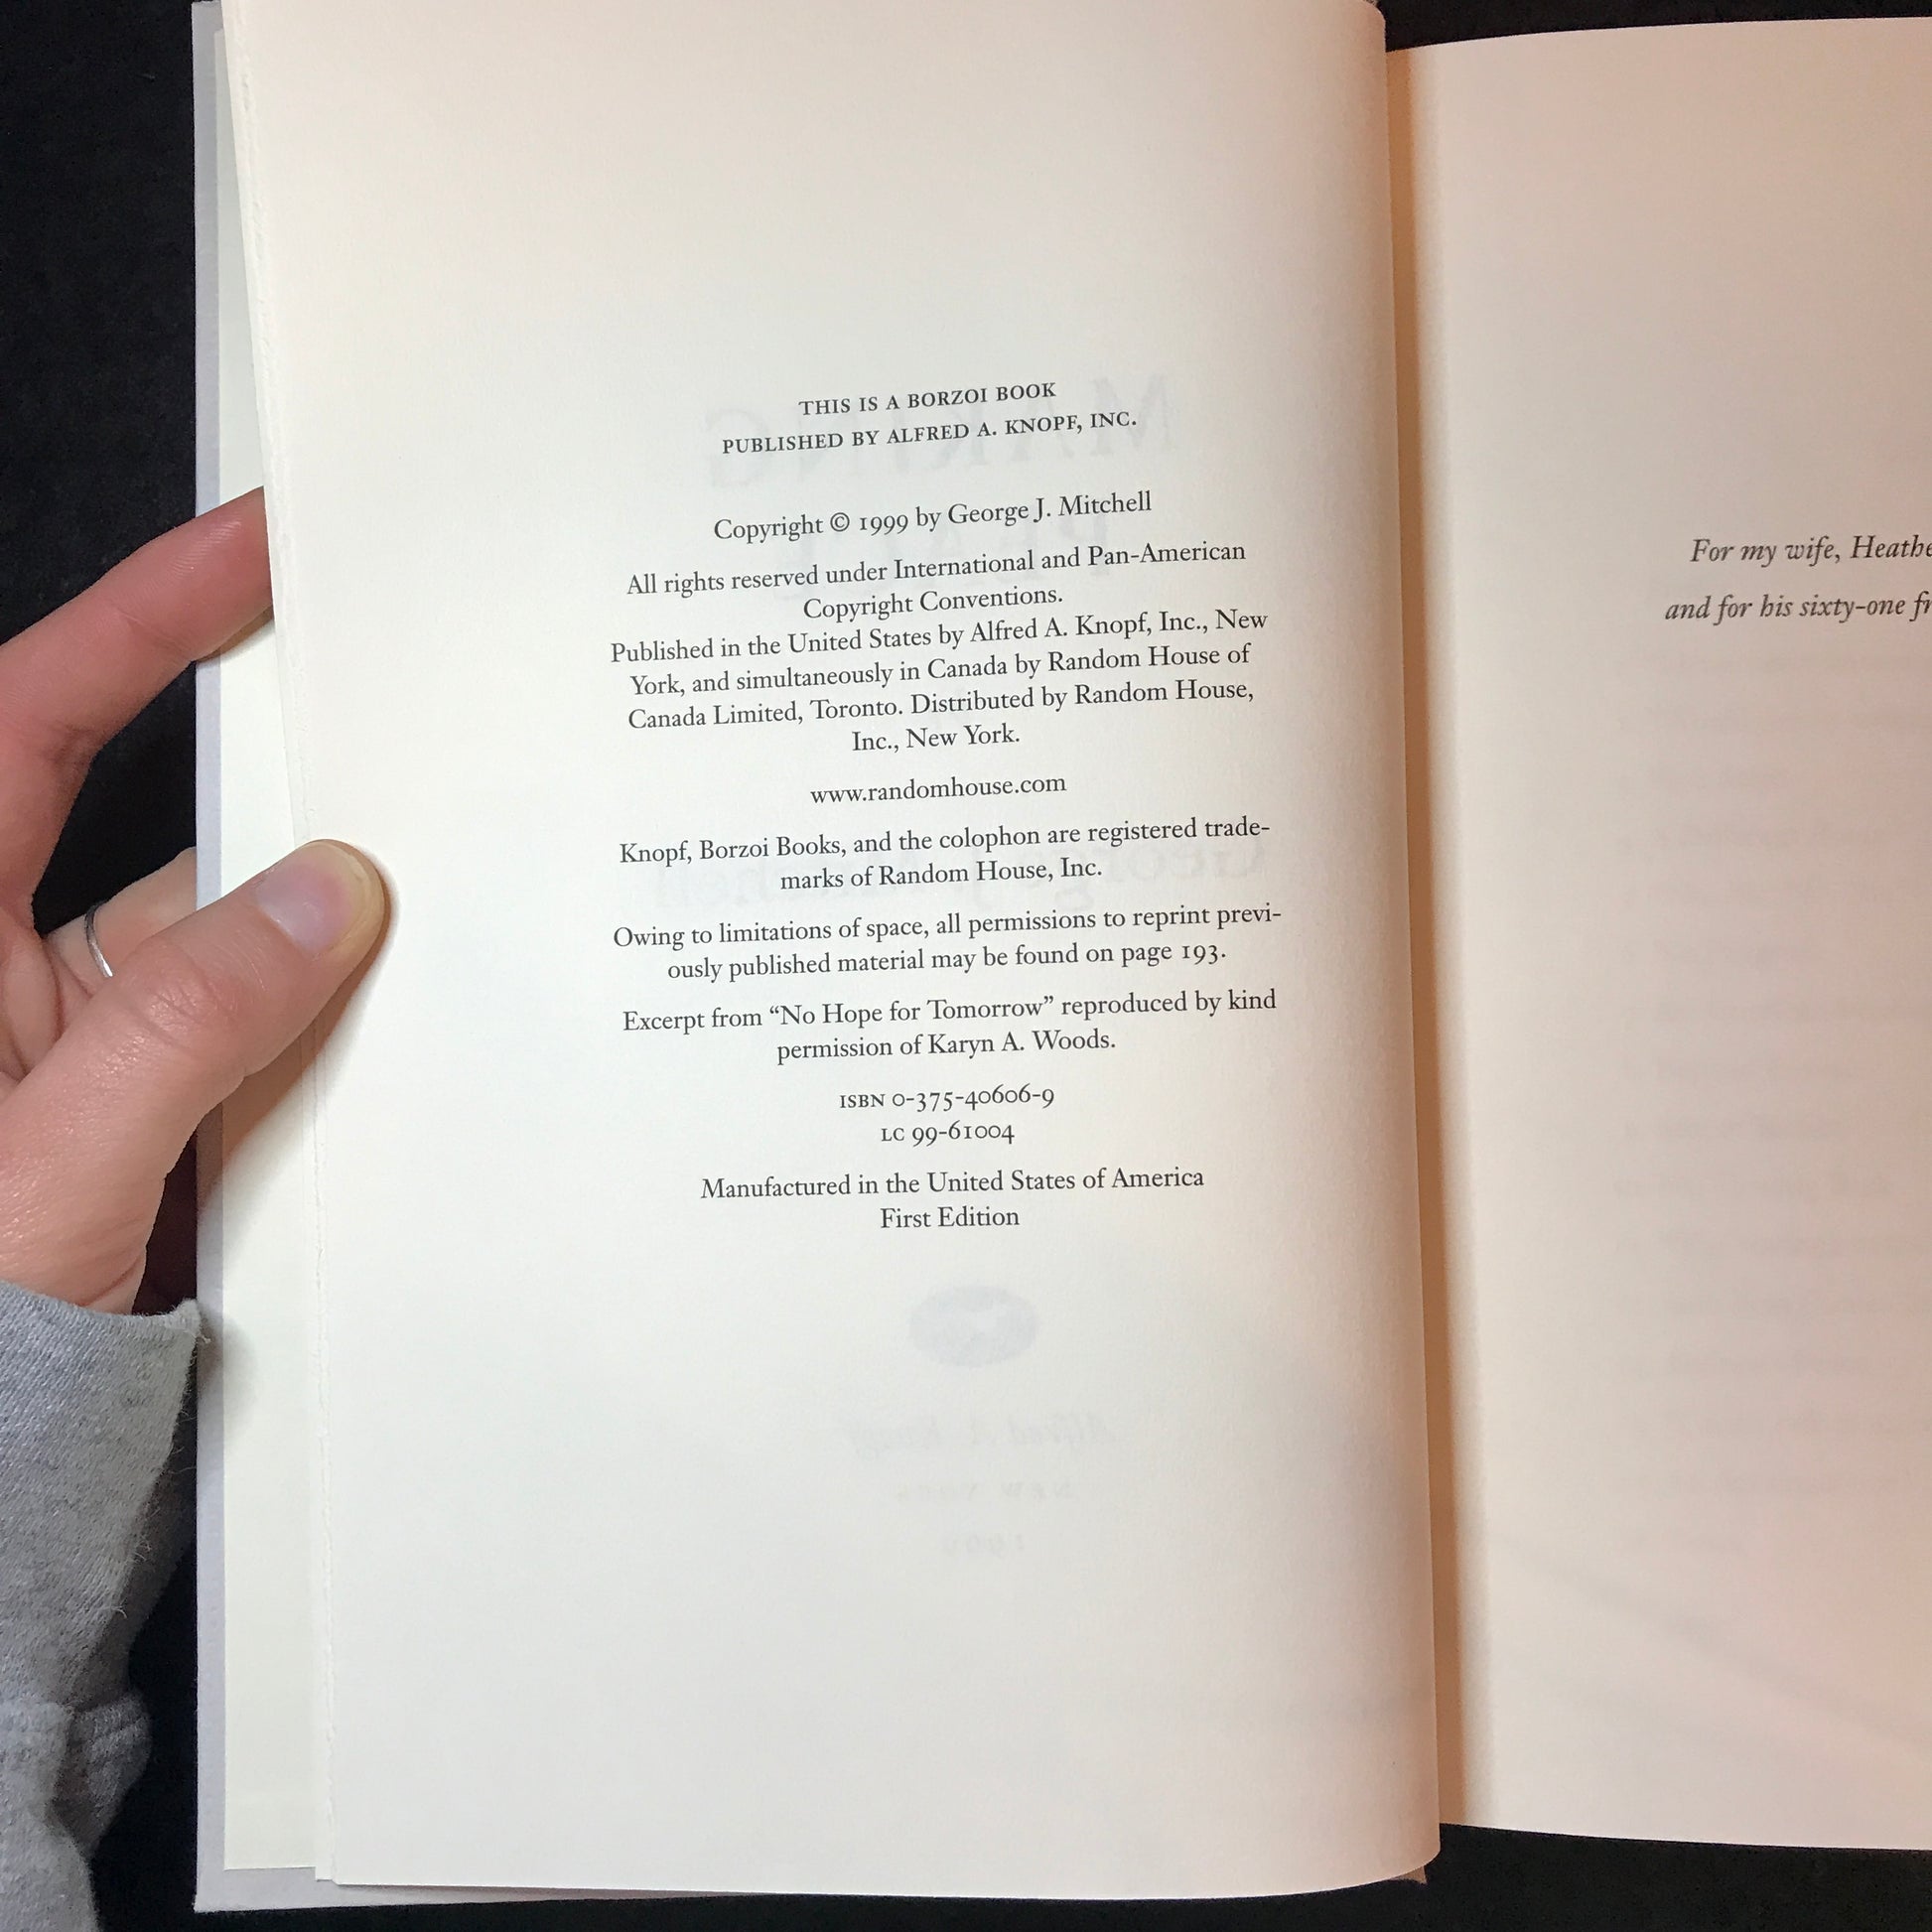 THIS IS A BORZOI BOOK
PUBLISHED BY ALFRED A. KNOPF, INC.
Copyright © 1999 by George J. Mitchell
All rights reserved under International and Pan-American
Copyright Conventions.
Published in the United States by Alfred A. Knopf, Inc., New
York, and simultaneously in Canada by Random House of
Canada Limited, Toronto. Distributed by Random House,
Inc., New York.
www.randomhouse.com
Knopf, Borzoi Books, and the colophon are registered trade-
marks of Random House, Inc.
Owing to limitations of space, all permissions to reprint previ-
ously published material may be found on page 193.
Excerpt from “No Hope for Tomorrow” reproduced by kind
permission of Karyn A. Woods.
ISBN 0-375-40606-9
LC 99-61004
Manufactured in the United States of America
First Edition
For my wife, Heathe
and for his sixty-one fr